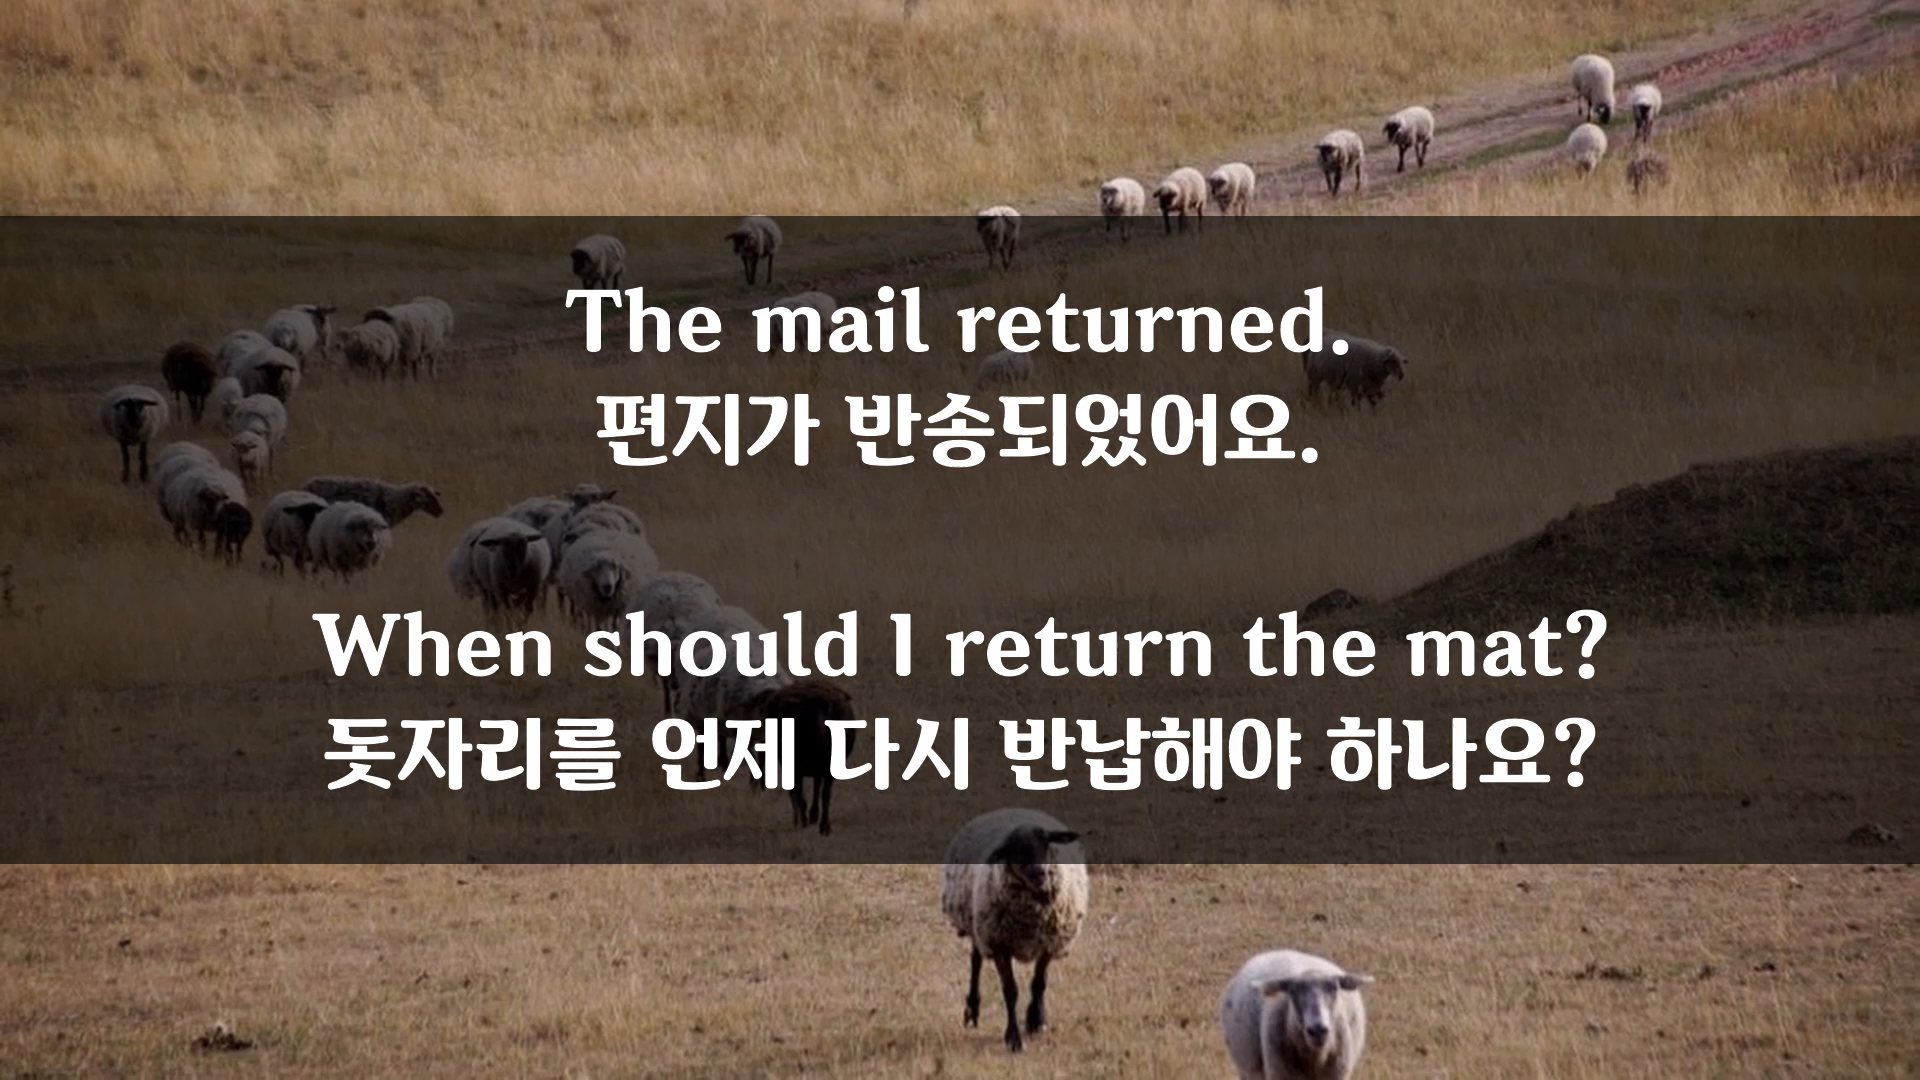 The mail returned.
편지가 반송되었어요.
When should I return the mat?
돗자리를 언제 다시 반납해야 하나요?